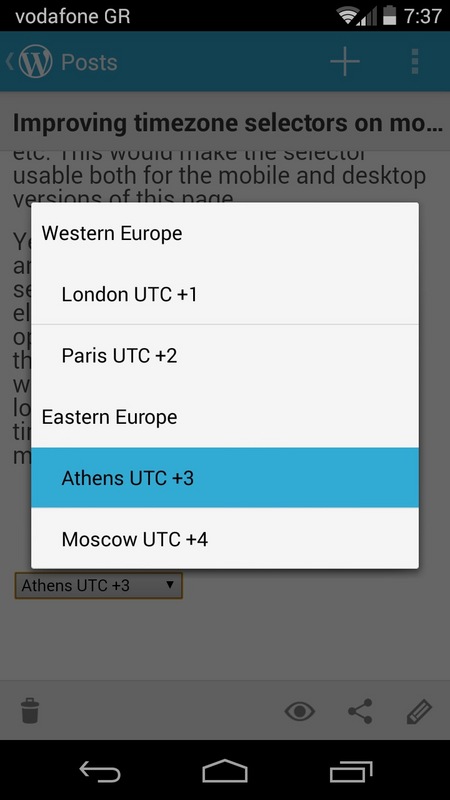 vodafone GR 7:37
Posts
Improving timezone selectors on mo...
etc. This would make the selector
usable both for the mobile and desktop
versions of this page
Western Europe
London UTC +1
Paris UTC +2
Eastern Europe
Athens UTC +3
Moscow UTC +4
Athens UTC +3